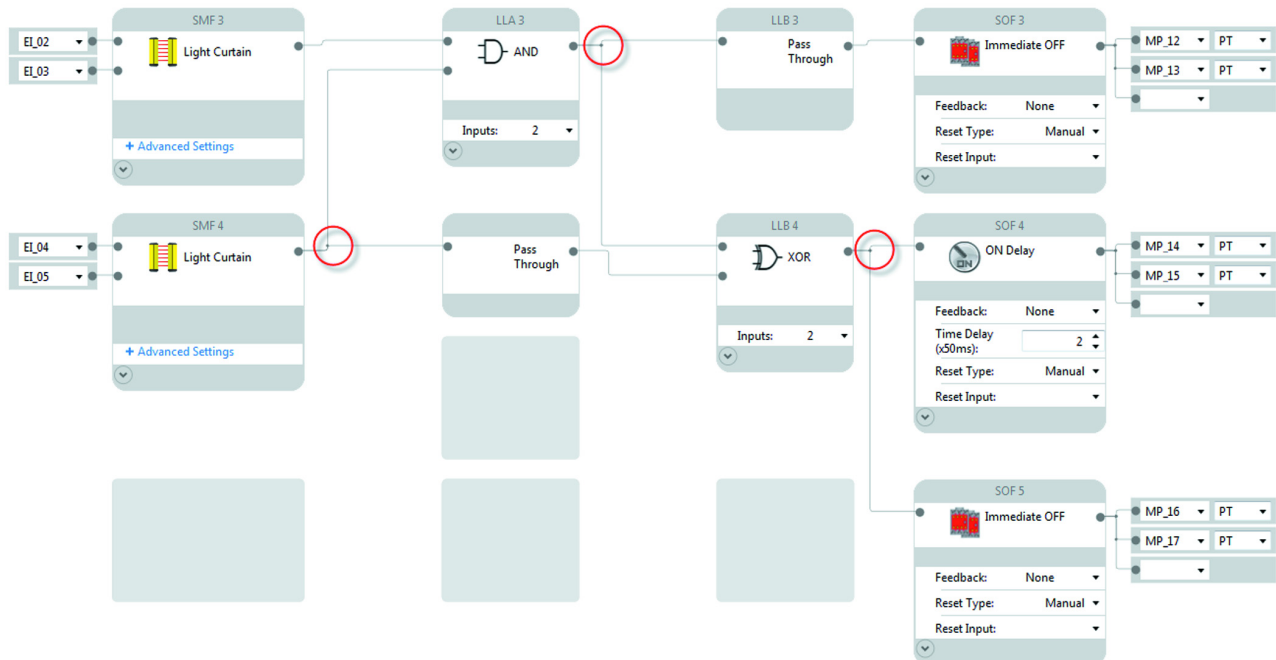 SMF 3
EI_02
EI_03
Light Curtain
+ Advanced Settings
LLA 3
AND
Inputs: 2
LLB 3
Pass
Through
SOF 3
Immediate OFF
Feedback: None
Reset Type: Manual
Reset Input:
MP_12 PT
MP_13 PT
SMF 4
EI_04
EI_05
Light Curtain
+ Advanced Settings
Pass
Through
LLB 4
XOR
Inputs: 2
SOF 4
ON
ON Delay
Feedback: None
Time Delay
(x50ms): 2
Reset Type: Manual
Reset Input:
MP_14 PT
MP_15 PT
SOF 5
Immediate OFF
Feedback: None
Reset Type: Manual
Reset Input:
MP_16 PT
MP_17 PT